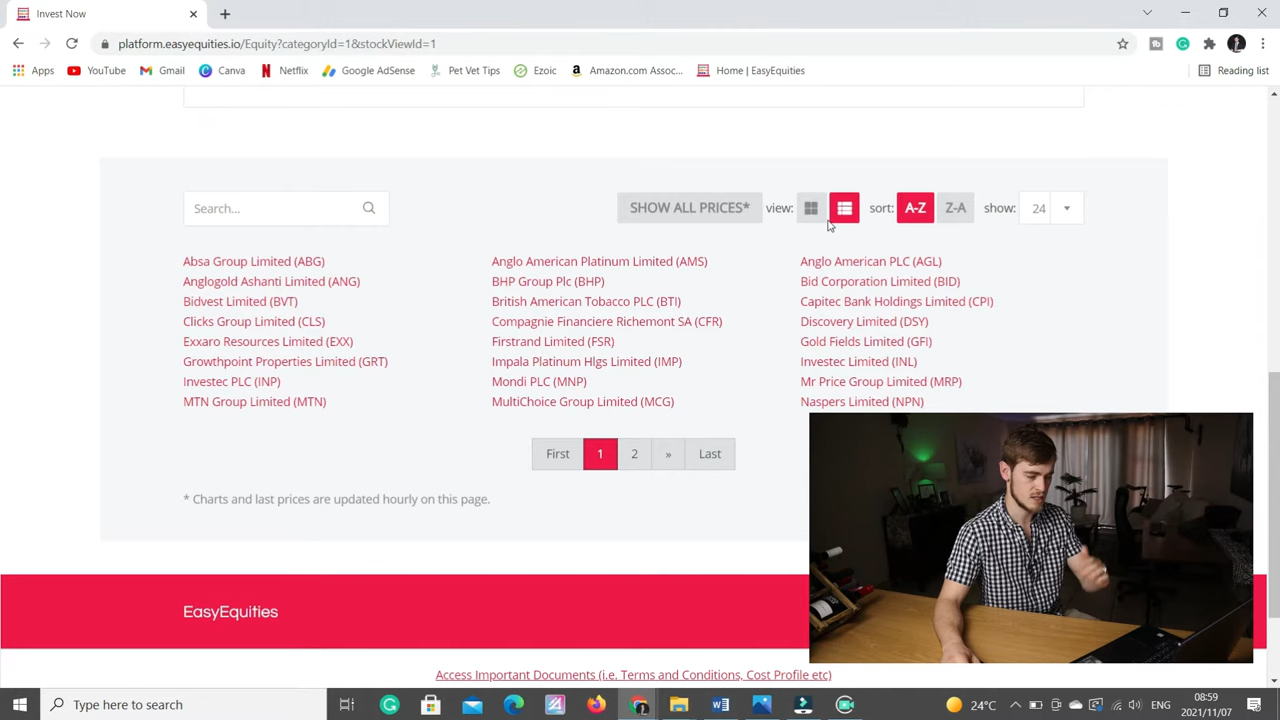 Invest Now
platform.easyequities.io/Equity?categoryId=1&stockViewId=1
Apps YouTube Gmail Canva Netflix Google AdSense Pet Vet Tips Ezoic Amazon.com Assoc... Home | EasyEquities Reading list
Search... SHOW ALL PRICES* view: sort: A-Z Z-A show: 24
Absa Group Limited (ABG) Anglo American Platinum Limited (AMS) Anglo American PLC (AGL)
Anglogold Ashanti Limited (ANG) BHP Group Plc (BHP) Bid Corporation Limited (BID)
Bidvest Limited (BVT) British American Tobacco PLC (BTI) Capitec Bank Holdings Limited (CPI)
Clicks Group Limited (CLS) Compagnie Financiere Richemont SA (CFR) Discovery Limited (DSY)
Exxaro Resources Limited (EXX) Firstrand Limited (FSR) Gold Fields Limited (GFI)
Growthpoint Properties Limited (GRT) Impala Platinum Hlgs Limited (IMP) Investec Limited (INL)
Investec PLC (INP) Mondi PLC (MNP) Mr Price Group Limited (MRP)
MTN Group Limited (MTN) MultiChoice Group Limited (MCG) Naspers Limited (NPN)
First 1 2 » Last
* Charts and last prices are updated hourly on this page.
EasyEquities
Access Important Documents (i.e. Terms and Conditions, Cost Profile etc)
Type here to search 24°C ENG 08:59
2021/11/07